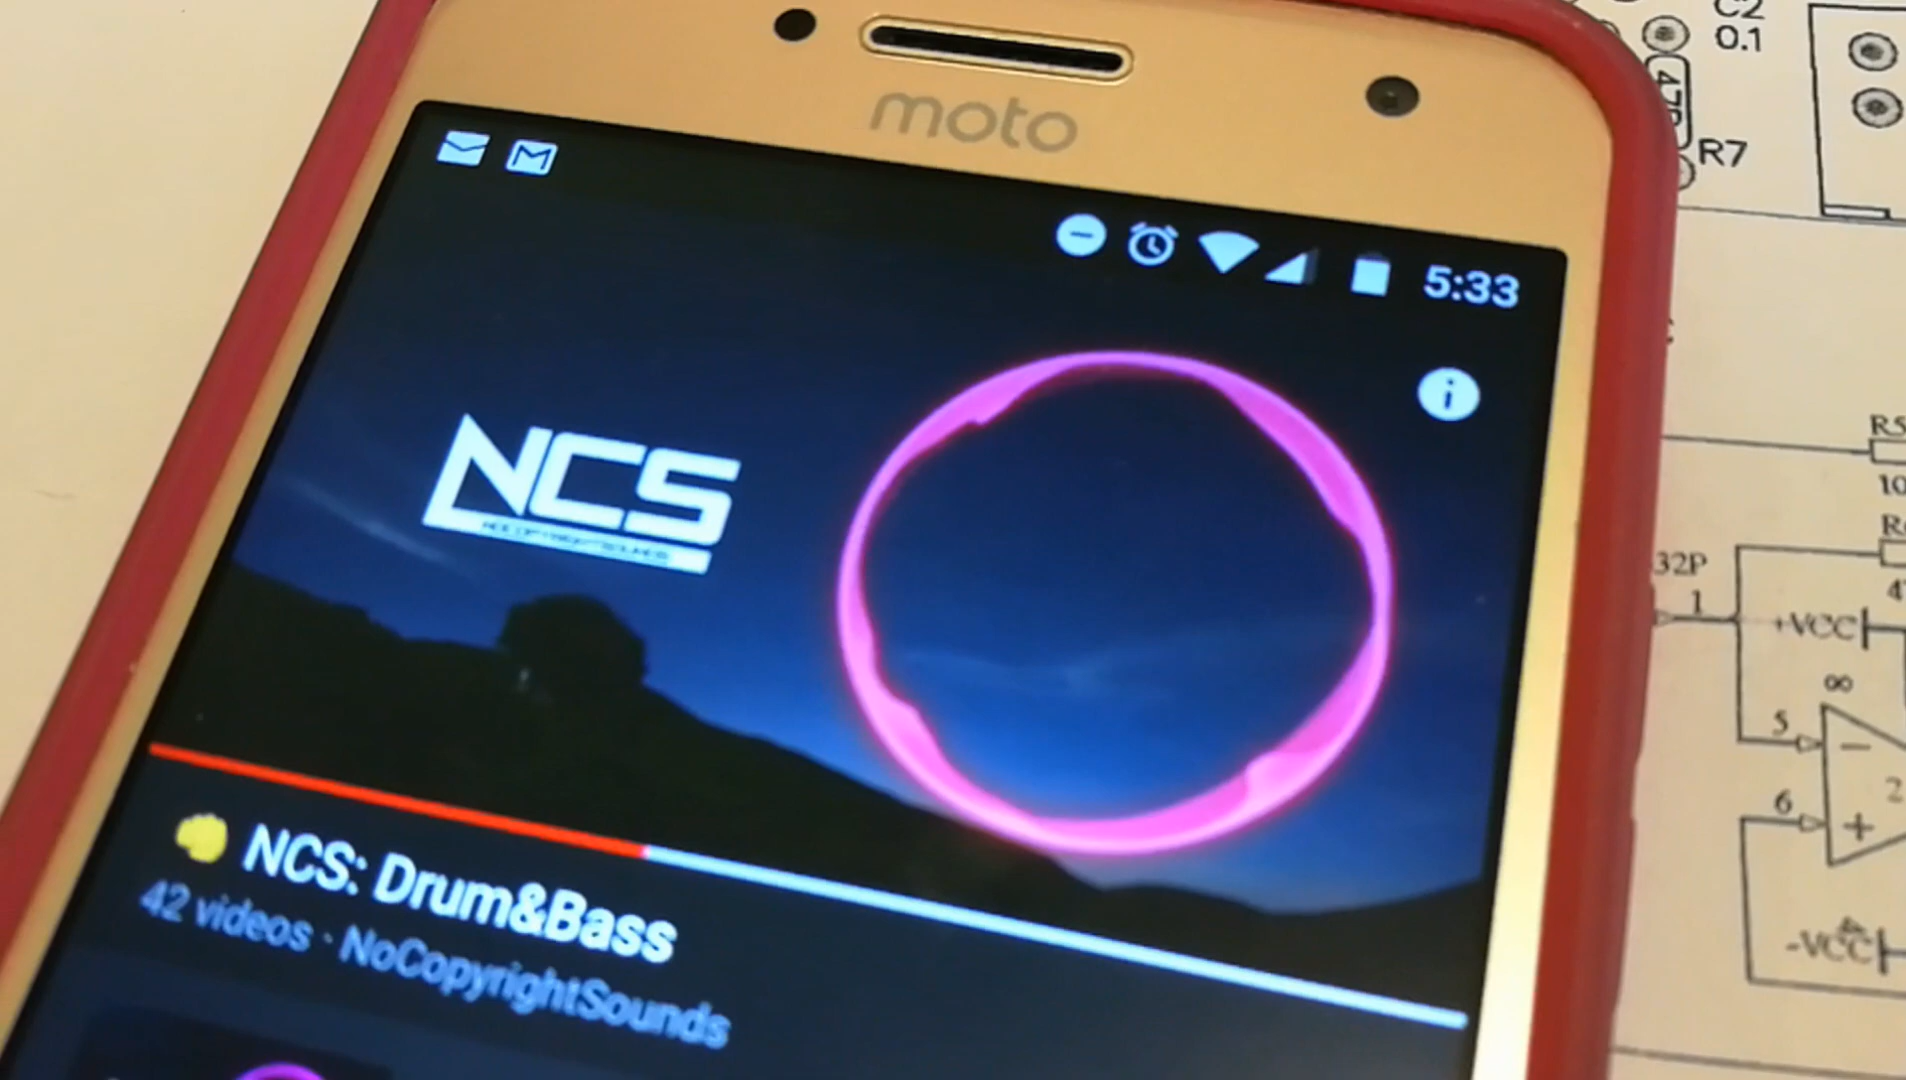 moto
5:33
NCS
NCS: Drum&Bass
42 videos · NoCopyrightSounds
C2
0.1
R7
R5
10
32P
1
+VCC
∞
5
−
2
6
+
-VCC